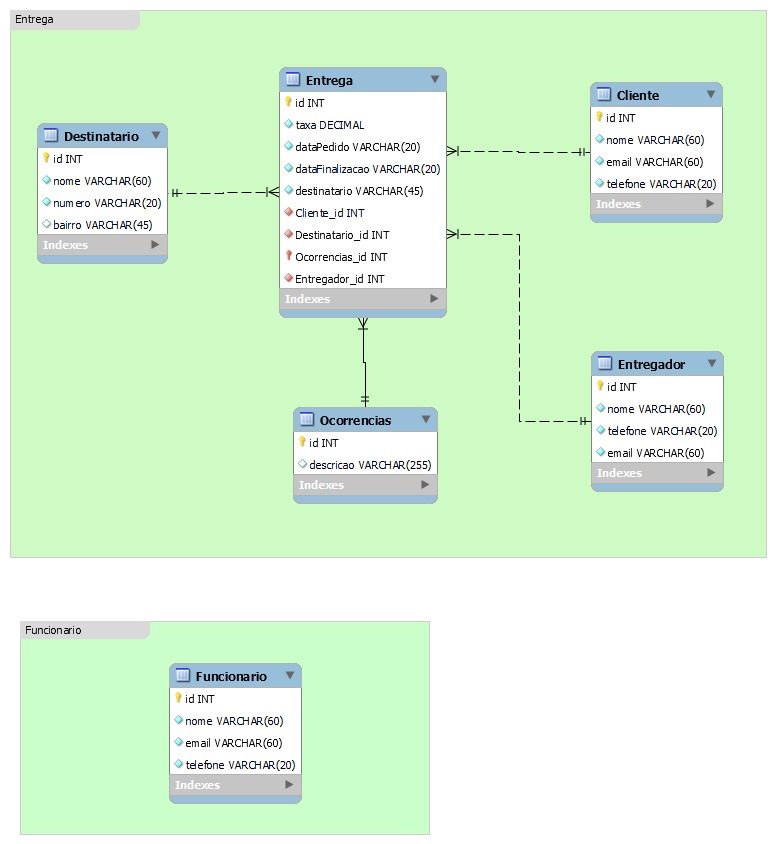 Entrega
Entrega
id INT
taxa DECIMAL
dataPedido VARCHAR(20)
dataFinalizacao VARCHAR(20)
destinatario VARCHAR(45)
Cliente_id INT
Destinatario_id INT
Ocorrencias_id INT
Entregador_id INT
Indexes
Cliente
id INT
nome VARCHAR(60)
email VARCHAR(60)
telefone VARCHAR(20)
Indexes
Destinatario
id INT
nome VARCHAR(60)
numero VARCHAR(20)
bairro VARCHAR(45)
Indexes
Entregador
id INT
nome VARCHAR(60)
telefone VARCHAR(20)
email VARCHAR(60)
Indexes
Ocorrencias
id INT
descricao VARCHAR(255)
Indexes
Funcionario
Funcionario
id INT
nome VARCHAR(60)
email VARCHAR(60)
telefone VARCHAR(20)
Indexes